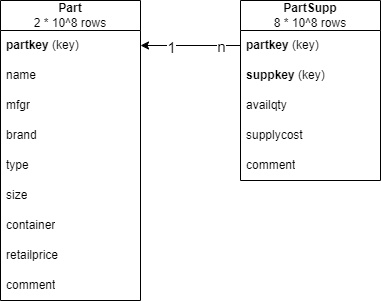 Part
2 * 10^8 rows
partkey (key)
name
mfgr
brand
type
size
container
retailprice
comment
1
n
PartSupp
8 * 10^8 rows
partkey (key)
suppkey (key)
availqty
supplycost
comment